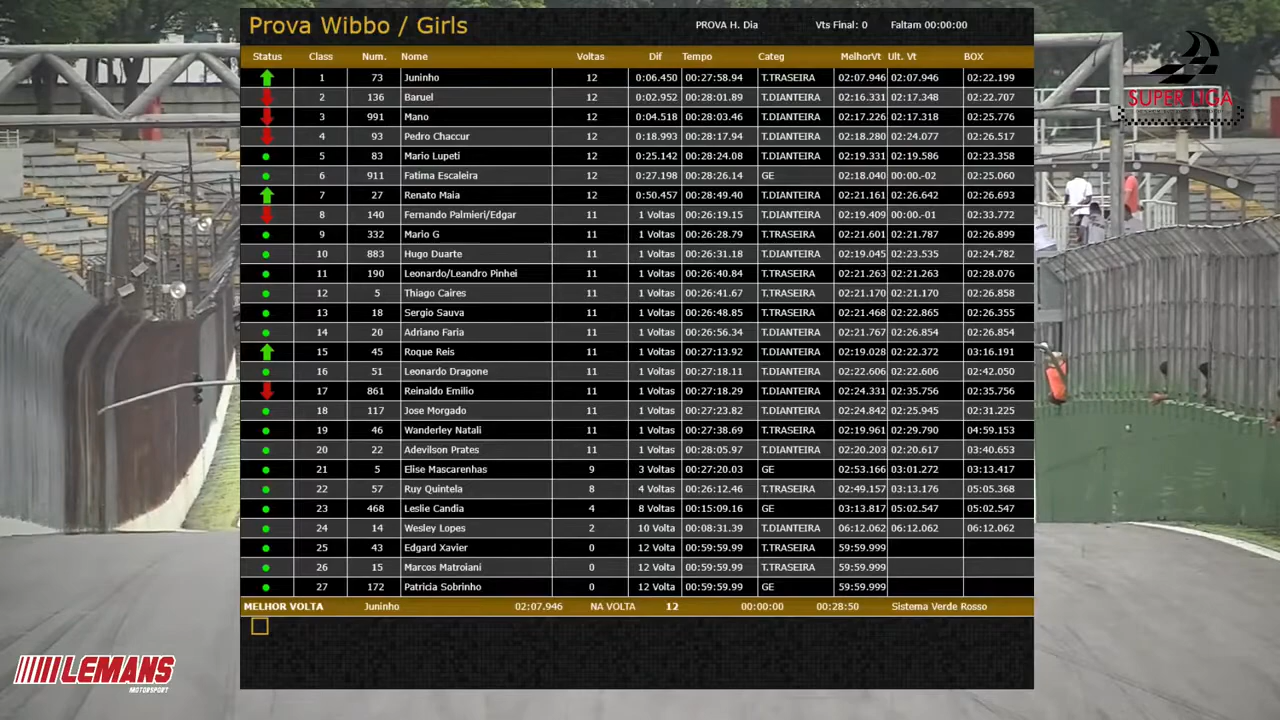 Prova Wibbo / Girls PROVA H. Dia Vts Final: 0 Faltam 00:00:00
Status Class Num. Nome Voltas Dif Tempo Categ MelhorVt Ult. Vt BOX
1 73 Juninho 12 0:06.450 00:27:58.94 T.TRASEIRA 02:07.946 02:07.946 02:22.199
2 136 Baruel 12 0:02.952 00:28:01.89 T.DIANTEIRA 02:16.331 02:17.348 02:22.707
3 991 Mano 12 0:04.518 00:28:03.46 T.DIANTEIRA 02:17.226 02:17.318 02:25.776
4 93 Pedro Chaccur 12 0:18.993 00:28:17.94 T.DIANTEIRA 02:18.280 02:24.077 02:26.517
5 83 Mario Lupeti 12 0:25.142 00:28:24.08 T.DIANTEIRA 02:19.331 02:19.586 02:23.358
6 911 Fatima Escaleira 12 0:27.198 00:28:26.14 GE 02:18.040 00:00.-02 02:25.060
7 27 Renato Maia 12 0:50.457 00:28:49.40 T.DIANTEIRA 02:21.161 02:26.642 02:26.693
8 140 Fernando Palmieri/Edgar 11 1 Voltas 00:26:19.15 T.DIANTEIRA 02:19.409 00:00.-01 02:33.772
9 332 Mario G 11 1 Voltas 00:26:28.79 T.TRASEIRA 02:21.601 02:21.787 02:26.899
10 883 Hugo Duarte 11 1 Voltas 00:26:31.18 T.DIANTEIRA 02:19.045 02:23.535 02:24.782
11 190 Leonardo/Leandro Pinhei 11 1 Voltas 00:26:40.84 T.TRASEIRA 02:21.263 02:21.263 02:28.076
12 5 Thiago Caires 11 1 Voltas 00:26:41.67 T.TRASEIRA 02:21.170 02:21.170 02:26.858
13 18 Sergio Sauva 11 1 Voltas 00:26:48.85 T.TRASEIRA 02:21.468 02:22.865 02:26.355
14 20 Adriano Faria 11 1 Voltas 00:26:56.34 T.DIANTEIRA 02:21.767 02:26.854 02:26.854
15 45 Roque Reis 11 1 Voltas 00:27:13.92 T.DIANTEIRA 02:19.028 02:22.372 03:16.191
16 51 Leonardo Dragone 11 1 Voltas 00:27:18.11 T.DIANTEIRA 02:22.606 02:22.606 02:42.050
17 861 Reinaldo Emilio 11 1 Voltas 00:27:18.29 T.DIANTEIRA 02:24.331 02:35.756 02:35.756
18 117 Jose Morgado 11 1 Voltas 00:27:23.82 T.DIANTEIRA 02:24.842 02:25.945 02:31.225
19 46 Wanderley Natali 11 1 Voltas 00:27:38.69 T.TRASEIRA 02:19.961 02:29.790 04:59.153
20 22 Adevilson Prates 11 1 Voltas 00:28:05.97 T.DIANTEIRA 02:20.203 02:20.617 03:40.653
21 5 Elise Mascarenhas 9 3 Voltas 00:27:20.03 GE 02:53.166 03:01.272 03:13.417
22 57 Ruy Quintela 8 4 Voltas 00:26:12.46 T.TRASEIRA 02:49.157 03:13.176 05:05.368
23 468 Leslie Candia 4 8 Voltas 00:15:09.16 GE 03:13.817 05:02.547 05:02.547
24 14 Wesley Lopes 2 10 Volta 00:08:31.39 T.DIANTEIRA 06:12.062 06:12.062 06:12.062
25 43 Edgard Xavier 0 12 Volta 00:59:59.99 T.TRASEIRA 59:59.999
26 15 Marcos Matroiani 0 12 Volta 00:59:59.99 T.TRASEIRA 59:59.999
27 172 Patricia Sobrinho 0 12 Volta 00:59:59.99 GE 59:59.999
MELHOR VOLTA Juninho 02:07.946 NA VOLTA 12 00:00:00 00:28:50 Sistema Verde Rosso
SUPER LIGA
LEMANS
MOTORSPORT